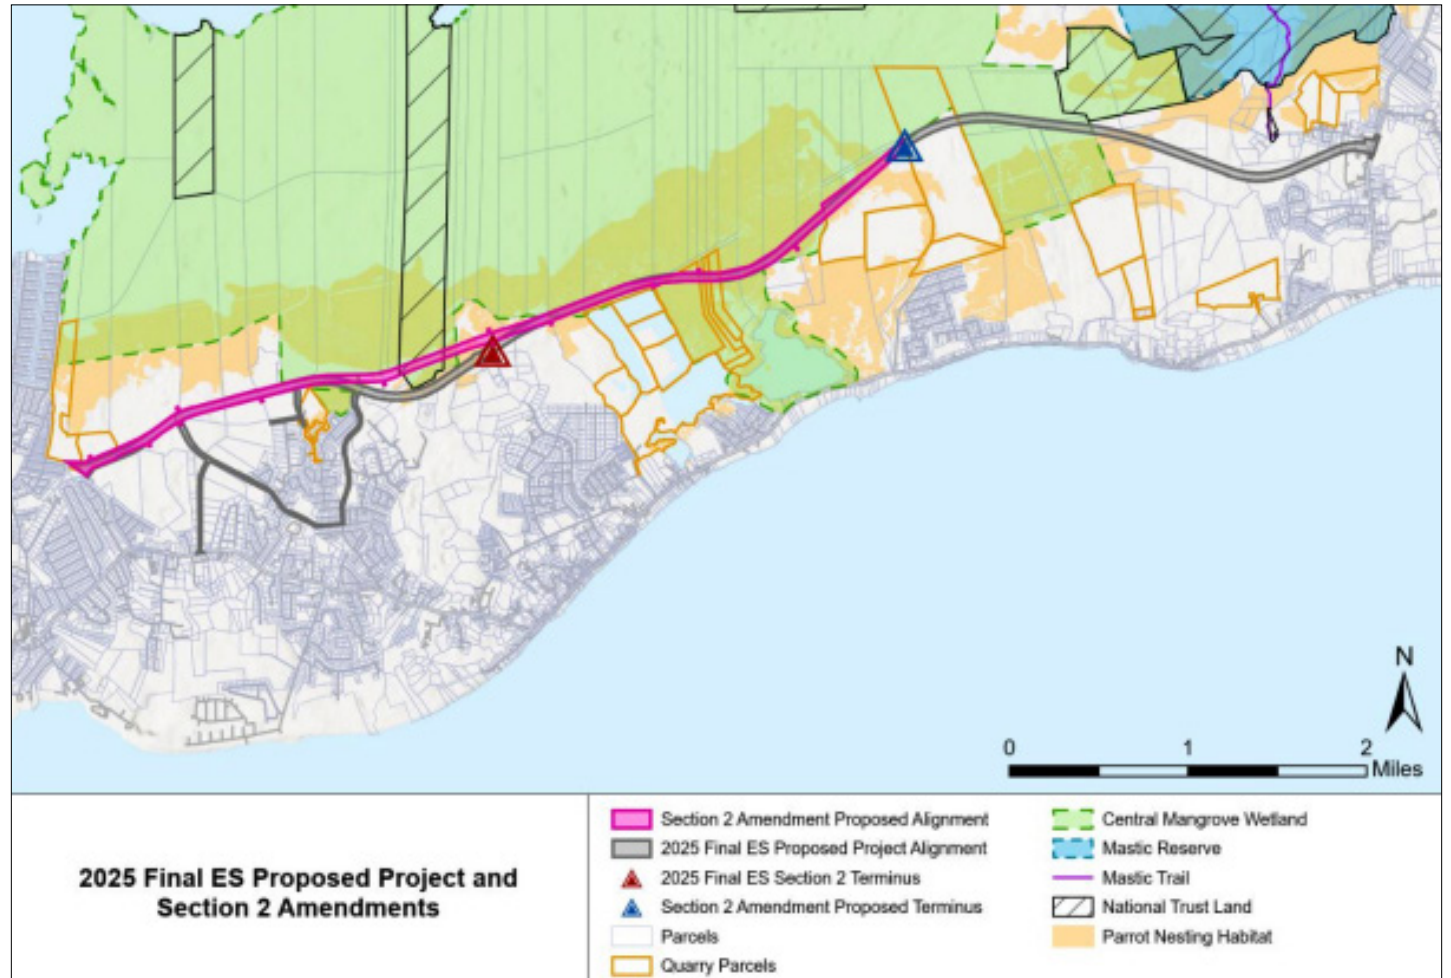 N
0 1 2
Miles
2025 Final ES Proposed Project and
Section 2 Amendments
Section 2 Amendment Proposed Alignment
2025 Final ES Proposed Project Alignment
2025 Final ES Section 2 Terminus
Section 2 Amendment Proposed Terminus
Parcels
Quarry Parcels
Central Mangrove Wetland
Mastic Reserve
Mastic Trail
National Trust Land
Parrot Nesting Habitat